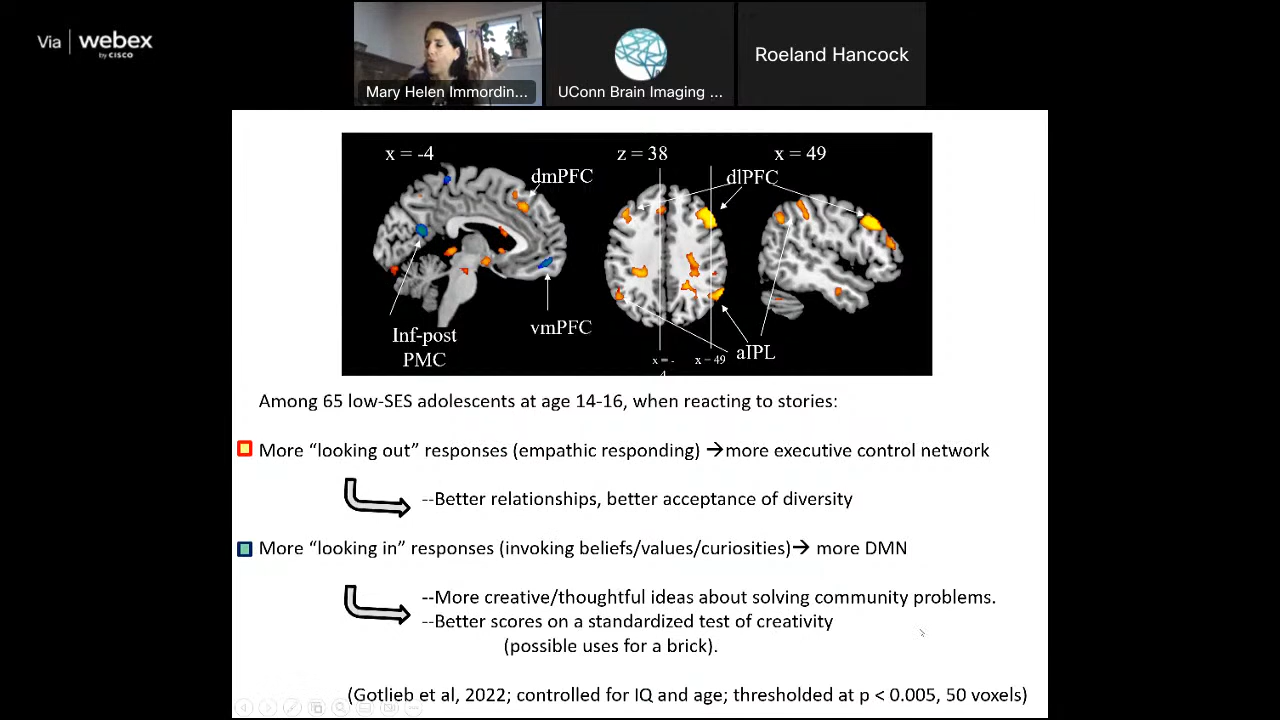 Via | webex
by CISCO
Mary Helen Immordin...
UConn Brain Imaging ...
Roeland Hancock
x = -4
z = 38
x = 49
dmPFC
dlPFC
Inf-post
PMC
vmPFC
aIPL
x = -
4
x = 49
Among 65 low-SES adolescents at age 14-16, when reacting to stories:
More “looking out” responses (empathic responding) →more executive control network
--Better relationships, better acceptance of diversity
More “looking in” responses (invoking beliefs/values/curiosities)→ more DMN
--More creative/thoughtful ideas about solving community problems.
--Better scores on a standardized test of creativity
(possible uses for a brick).
(Gotlieb et al, 2022; controlled for IQ and age; thresholded at p < 0.005, 50 voxels)